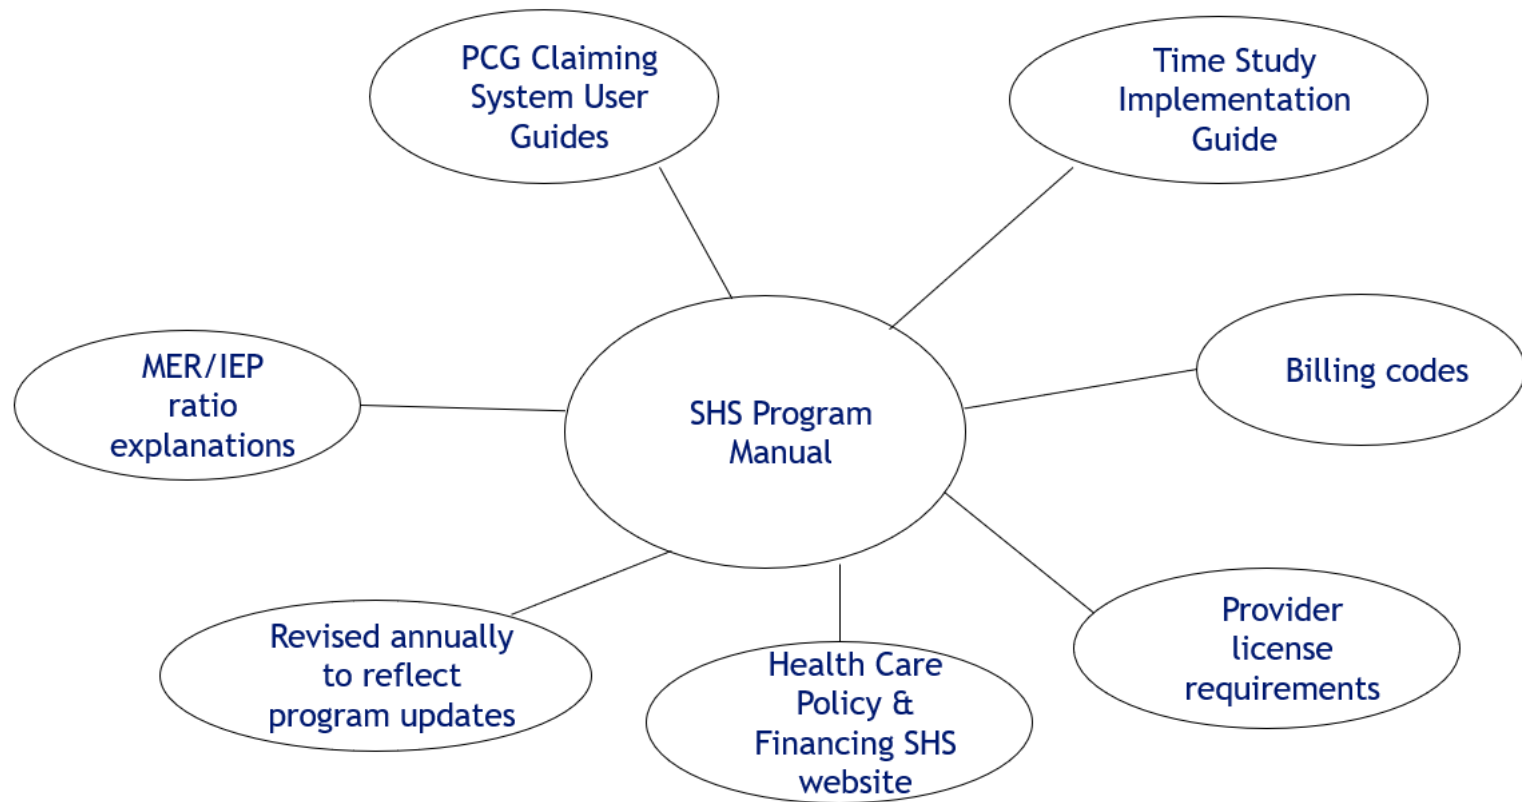 PCG Claiming
System User
Guides
Time Study
Implementation
Guide
MER/IEP
ratio
explanations
SHS Program
Manual
Billing codes
Revised annually
to reflect
program updates
Health Care
Policy &
Financing SHS
website
Provider
license
requirements